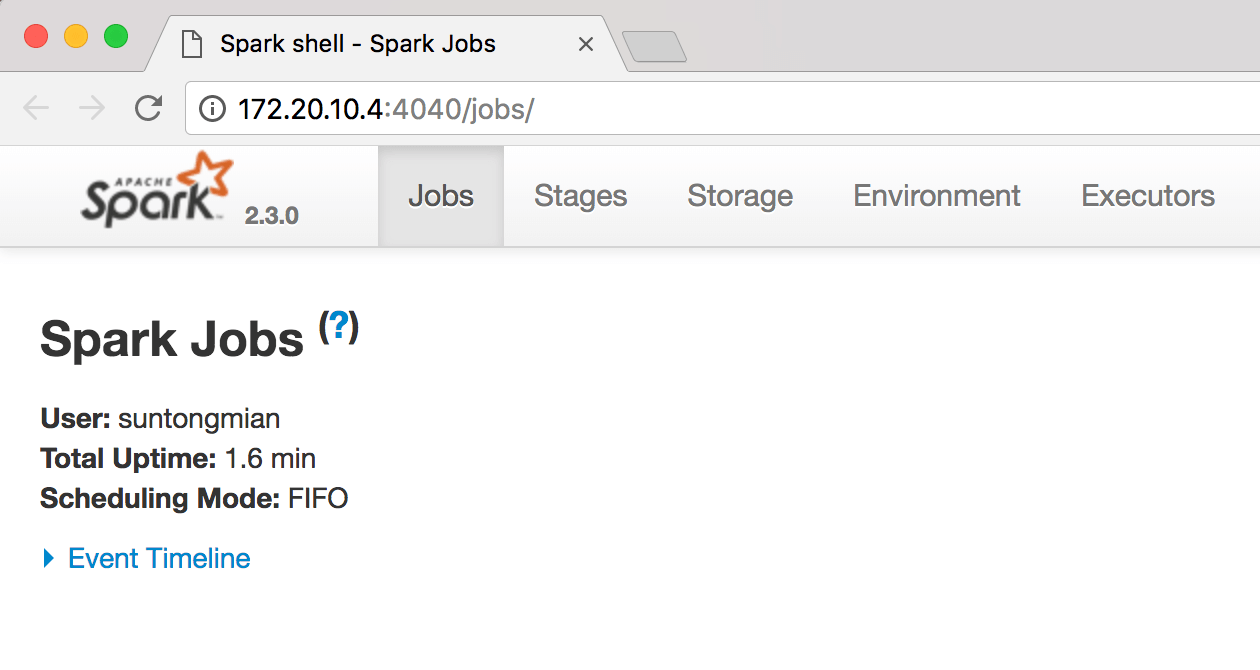 Spark shell - Spark Jobs
172.20.10.4:4040/jobs/
APACHE
Spark™ 2.3.0 Jobs Stages Storage Environment Executors
Spark Jobs (?)
User: suntongmian
Total Uptime: 1.6 min
Scheduling Mode: FIFO
Event Timeline